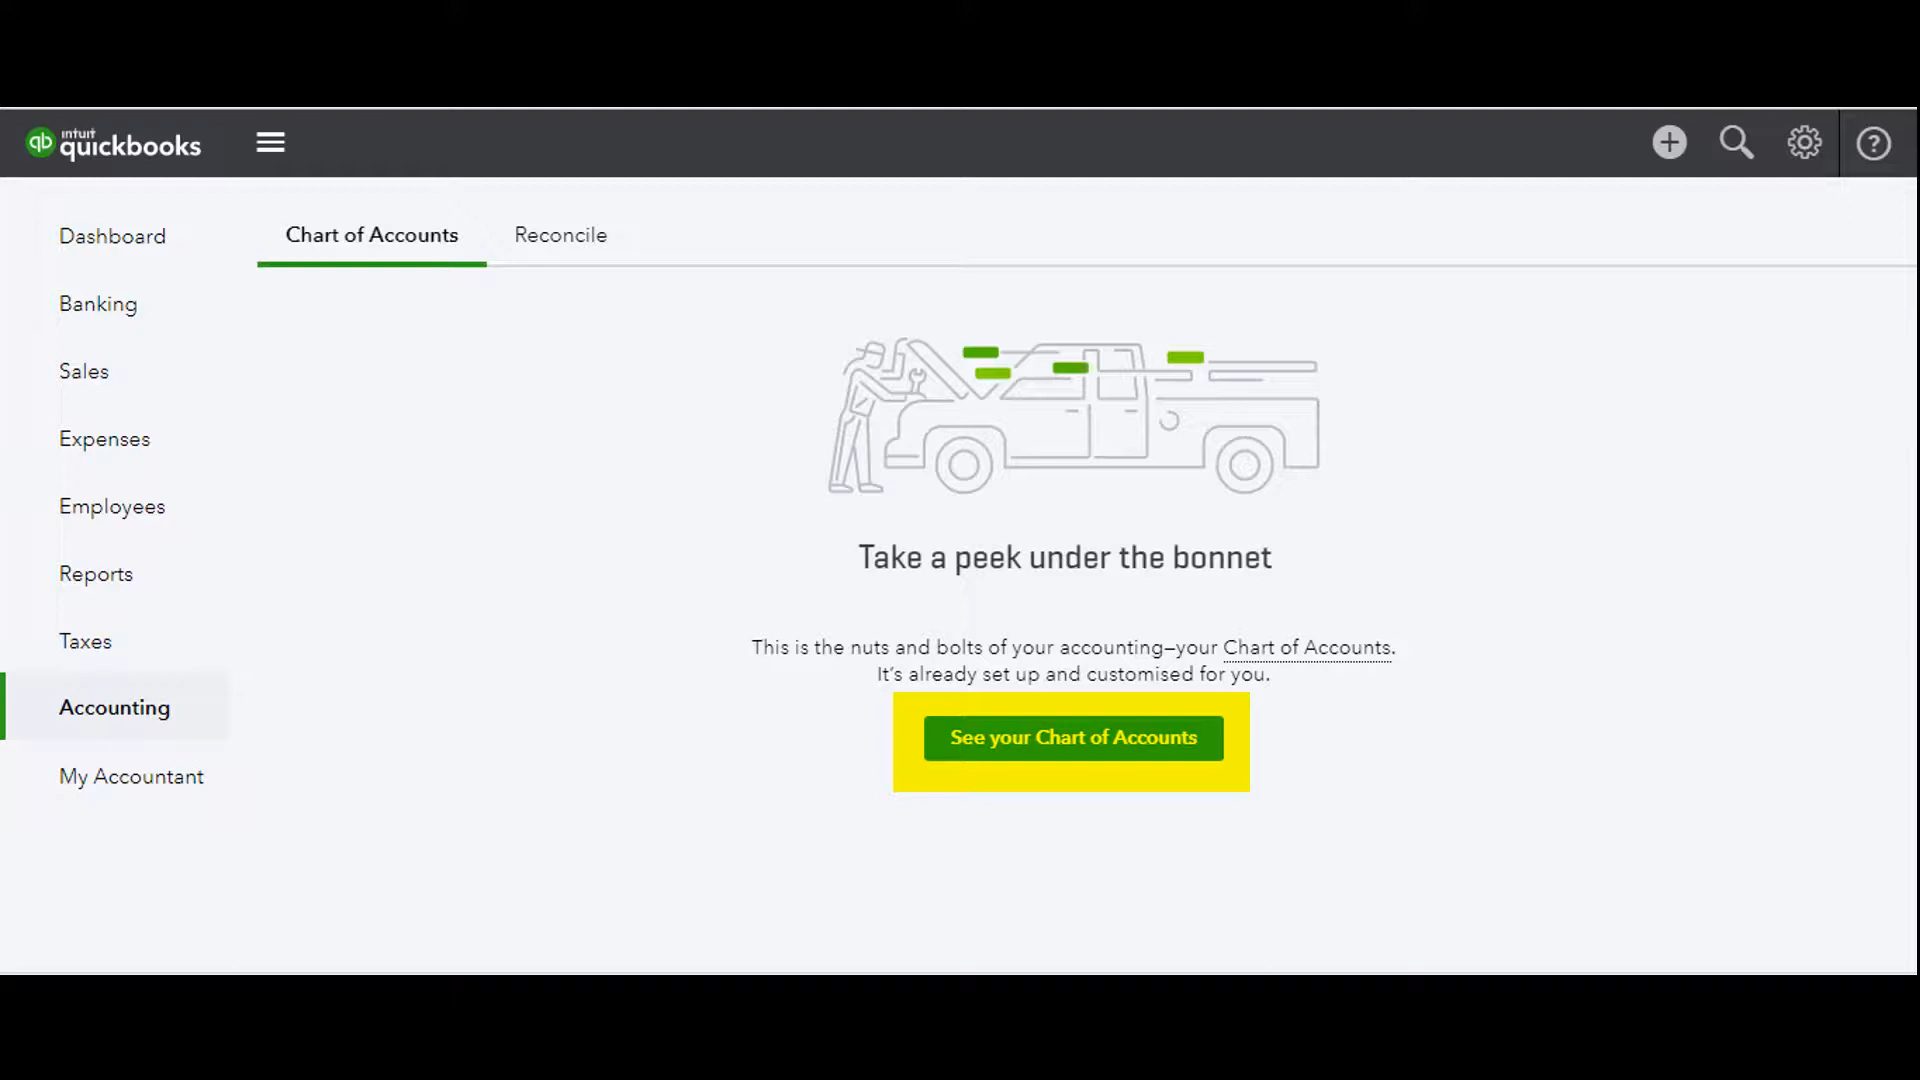 qb intuit quickbooks
?
Dashboard
Chart of Accounts
Reconcile
Banking
Sales
Expenses
Employees
Reports
Taxes
Accounting
My Accountant
Take a peek under the bonnet
This is the nuts and bolts of your accounting—your Chart of Accounts.
It’s already set up and customised for you.
See your Chart of Accounts